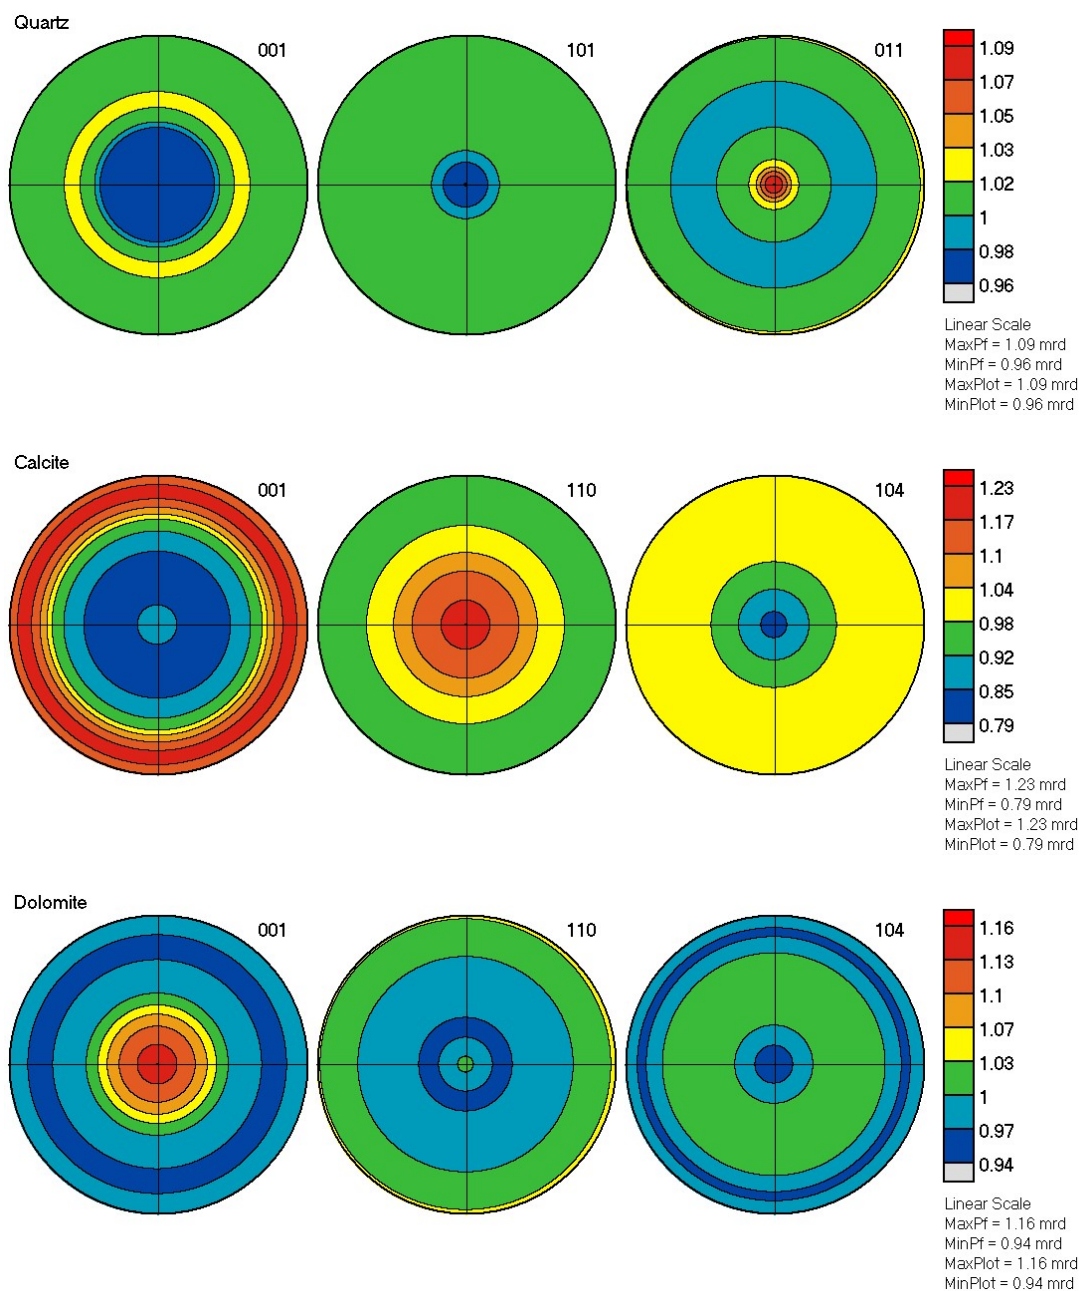 Quartz
001
101
011
1.09
1.07
1.05
1.03
1.02
1
0.98
0.96
Linear Scale
MaxPf = 1.09 mrd
MinPf = 0.96 mrd
MaxPlot = 1.09 mrd
MinPlot = 0.96 mrd
Calcite
001
110
104
1.23
1.17
1.1
1.04
0.98
0.92
0.85
0.79
Linear Scale
MaxPf = 1.23 mrd
MinPf = 0.79 mrd
MaxPlot = 1.23 mrd
MinPlot = 0.79 mrd
Dolomite
001
110
104
1.16
1.13
1.1
1.07
1.03
1
0.97
0.94
Linear Scale
MaxPf = 1.16 mrd
MinPf = 0.94 mrd
MaxPlot = 1.16 mrd
MinPlot = 0.94 mrd